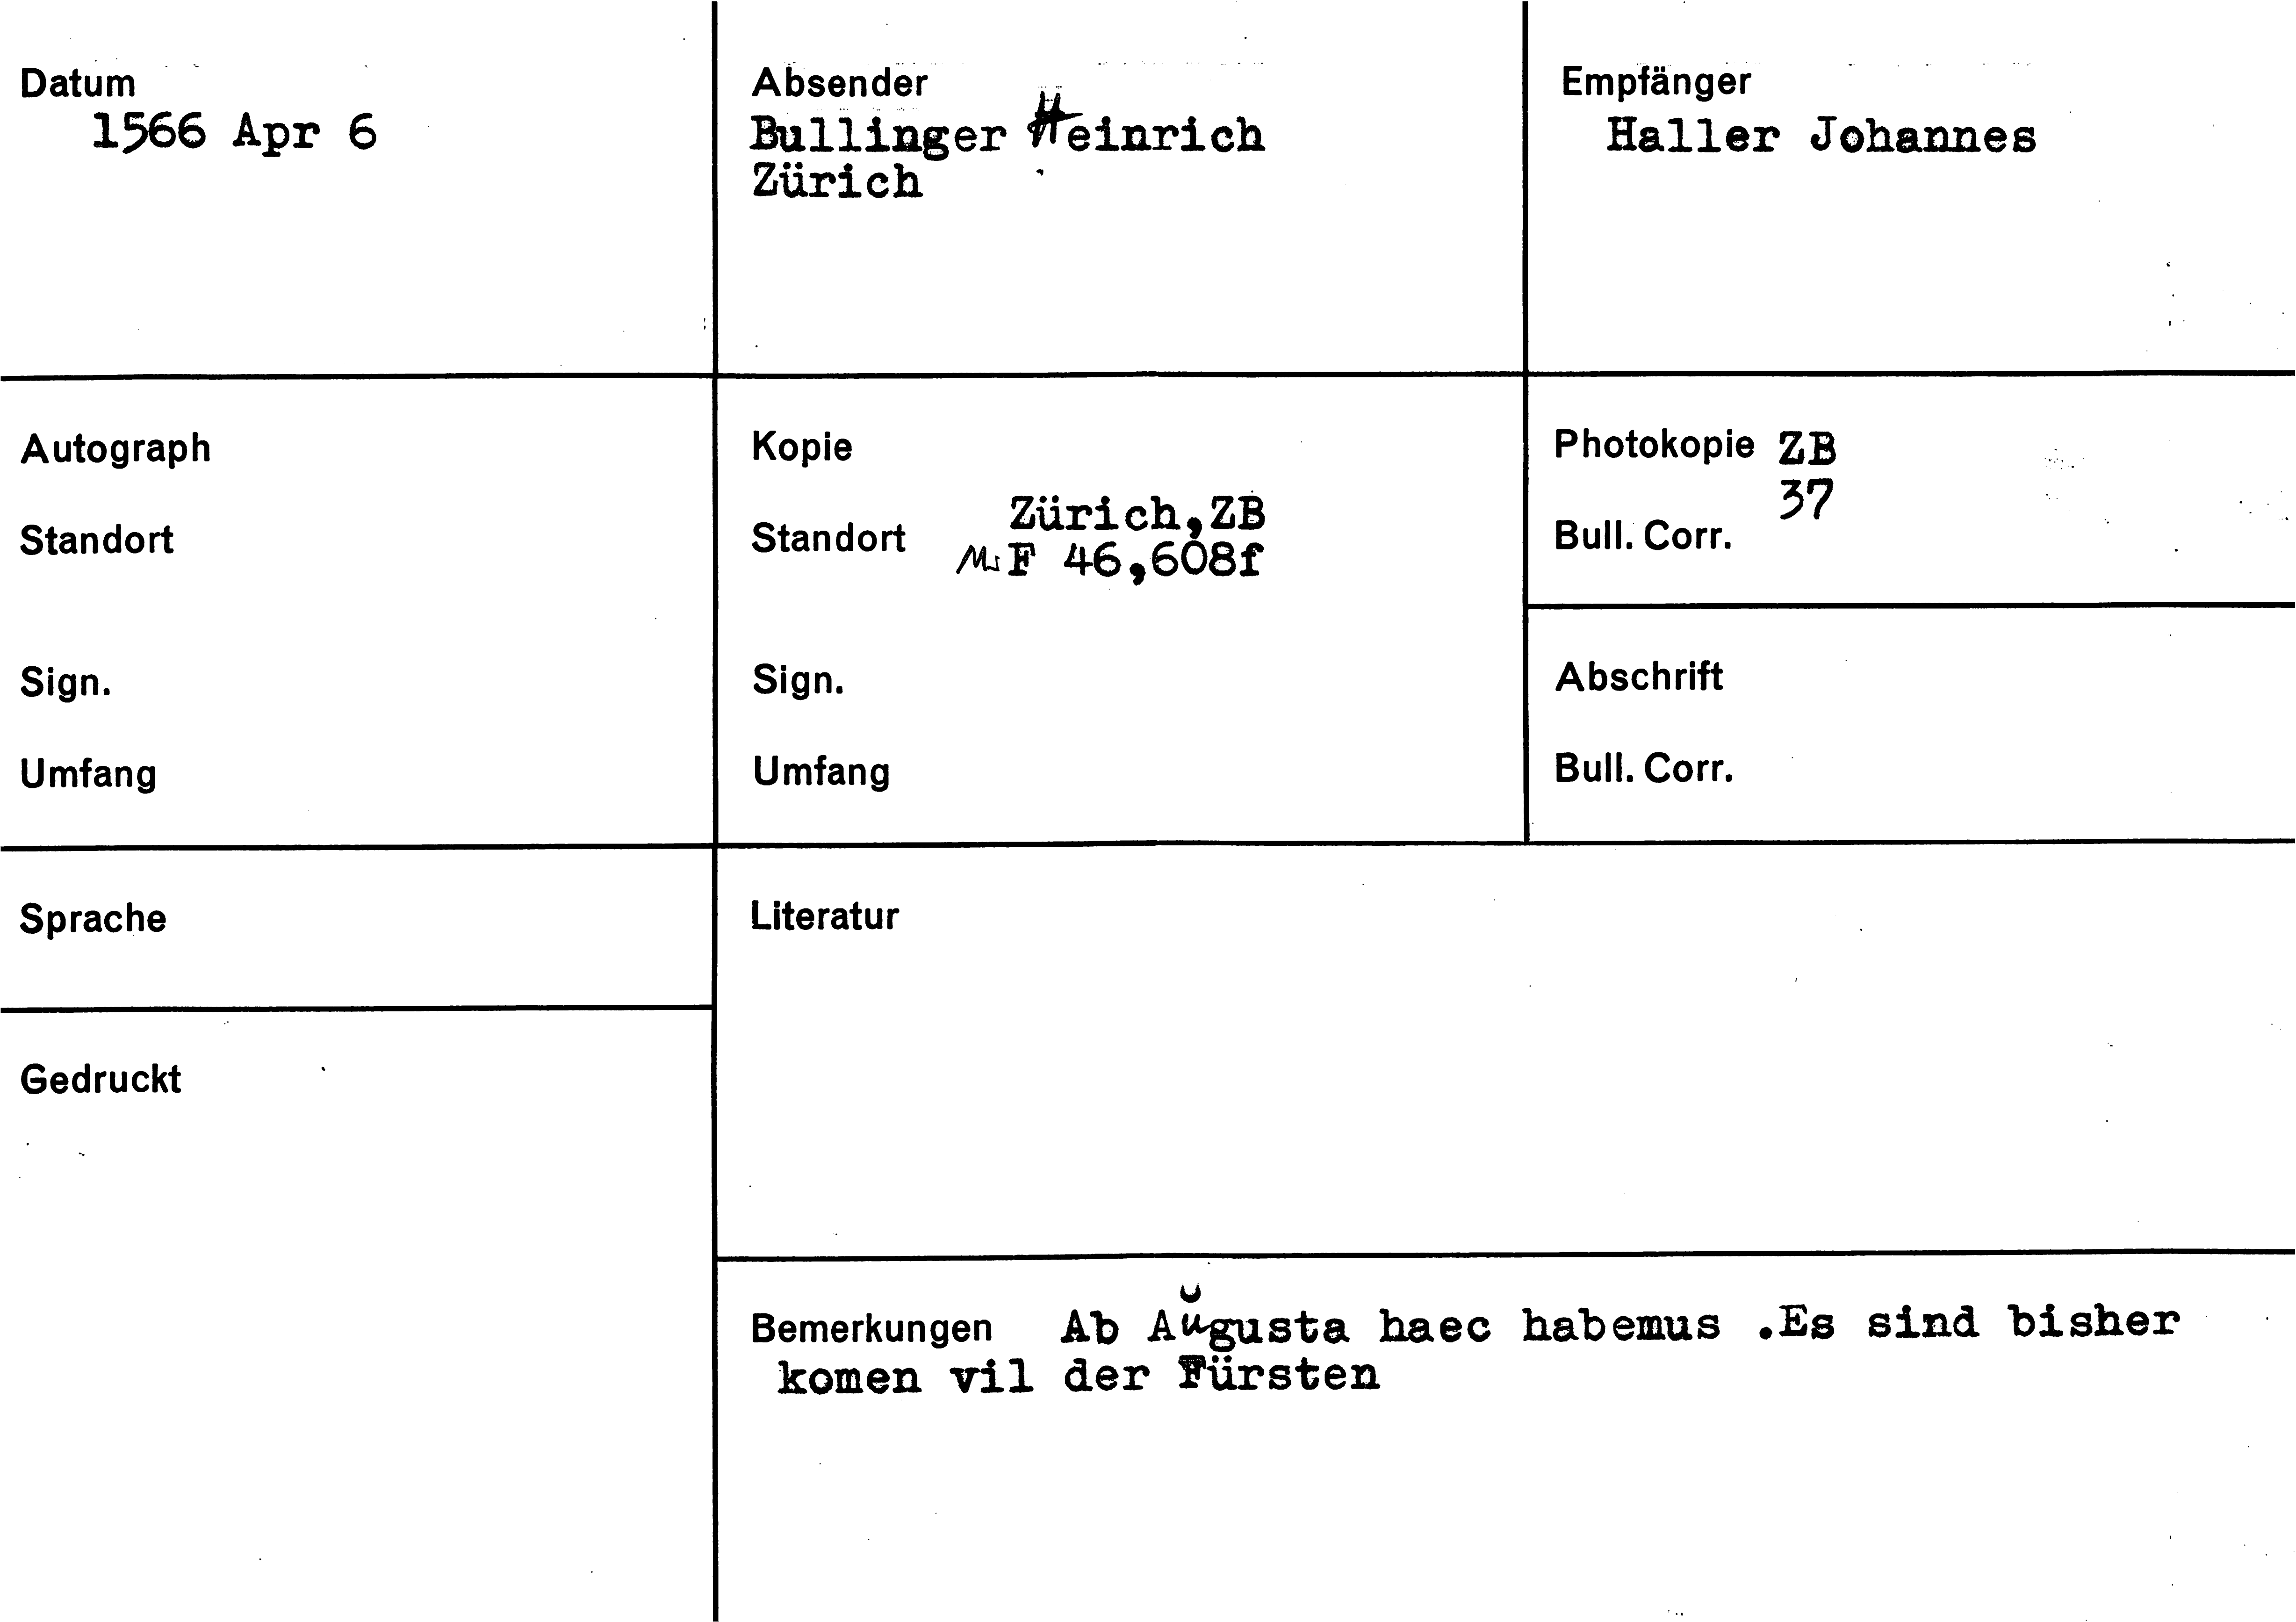 Datum
1566 Apr 6
Absender
Bullinger Heinrich
Zürich
Empfänger
Haller Johannes
Autograph
Standort
Sign.
Umfang
Kopie
Standort Zürich,ZB
Ms F 46,608f
Sign.
Umfang
Photokopie ZB
37
Bull. Corr.
Abschrift
Bull. Corr.
Sprache
Gedruckt
Literatur
Bemerkungen Ab Aŭgusta haec habemus .Es sind bisher
komen vil der Fürsten